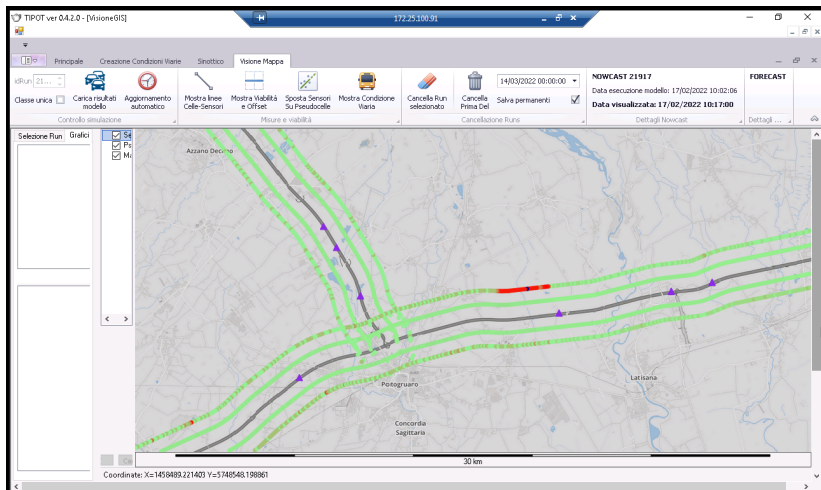 TIPOT ver 0.4.2.0 - [VisioneGIS]
172.25.100.91
Principale
Creazione Condizioni Viarie
Sinottico
Visione Mappa
idRun 21...
Classe unica
Carica risultati modello
Aggiornamento automatico
Mostra linee Celle-Sensori
Mostra Viabilità e Offset
Sposta Sensori Su Pseudocelle
Mostra Condizione Viaria
Cancella Run selezionato
Cancella Prima Del
14/03/2022 00:00:00
Salva permanenti
NOWCAST 21917
Data esecuzione modello: 17/02/2022 10:02:06
Data visualizzata: 17/02/2022 10:17:00
FORECAST
Controllo simulazione
Misure e viabilità
Cancellazione Runs
Dettagli Nowcast
Dettagli ...
Selezione Run
Grafici
Se
Ps
Ma
Azzano Decimo
Portogruaro
Latisana
Concordia
Sagittaria
30 km
Coordinate: X=1458489.221403 Y=5748548.198861